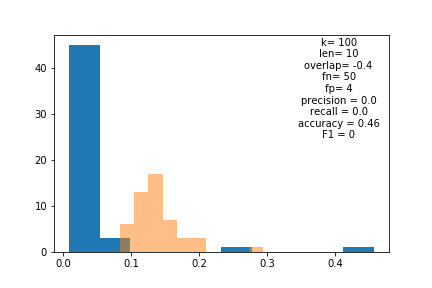 k= 100
len= 10
overlap= -0.4
fn= 50
fp= 4
precision = 0.0
recall = 0.0
accuracy = 0.46
F1 = 0
40
30
20
10
0
0.0 0.1 0.2 0.3 0.4